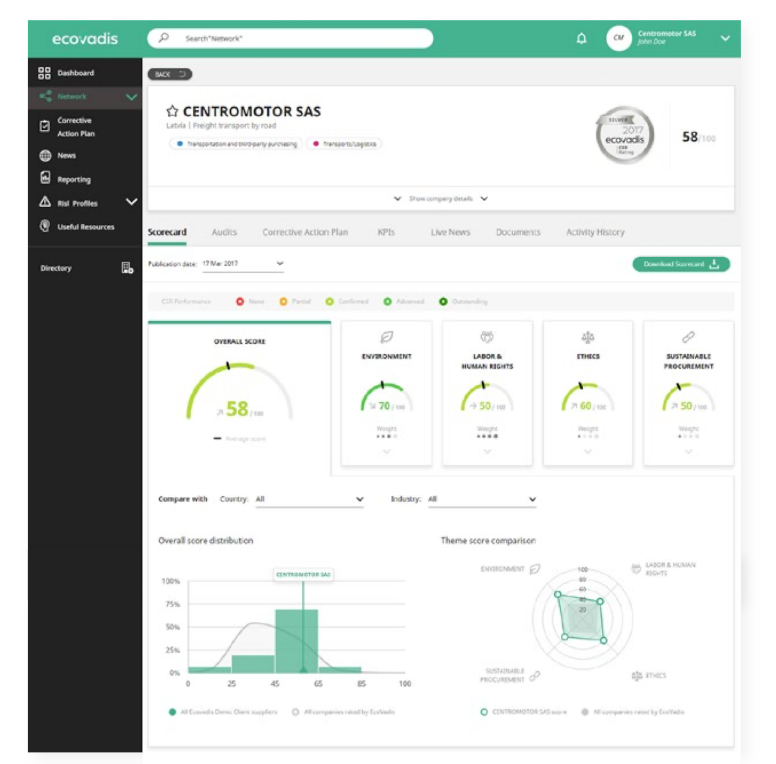 ecovadis
Search"Network"
CM
Centromotor SAS
John Doe
Dashboard
Network
Corrective
Action Plan
News
Reporting
Risl Profiles
Useful Resources
Directory
BACK
CENTROMOTOR SAS
Latvia | Freight transport by road
Transportation and third-party purchasing
Transports/Logistics
SILVER
2017
ecovadis
CSR
Rating
58/100
Show company details
Scorecard Audits Corrective Action Plan KPIs Live News Documents Activity History
Publication date: 17 Mar 2017
Download Scorecard
CSR Performance None Partial Confirmed Advanced Outstanding
OVERALL SCORE
58 / 100
Average score
ENVIRONMENT
70 / 100
Weight
LABOR &
HUMAN RIGHTS
50 / 100
Weight
ETHICS
60 / 100
Weight
SUSTAINABLE
PROCUREMENT
50 / 100
Weight
Compare with Country: All Industry: All
Overall score distribution
CENTROMOTOR SAS
100%
75%
50%
25%
0%
0 25 45 65 85 100
All Ecovadis Demo Client suppliers All companies rated by EcoVadis
Theme score comparison
ENVIRONMENT
LABOR & HUMAN
RIGHTS
100
80
60
40
20
SUSTAINABLE
PROCUREMENT
ETHICS
CENTROMOTOR SAS score All companies rated by EcoVadis